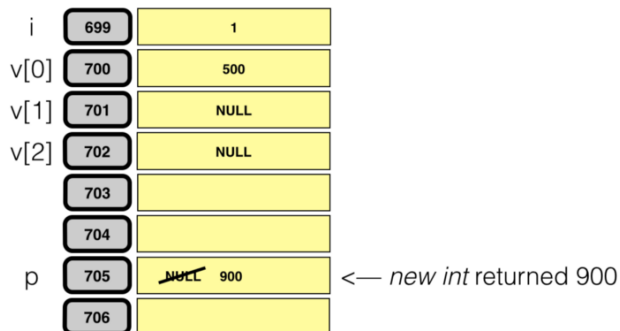 i 699 1
v[0] 700 500
v[1] 701 NULL
v[2] 702 NULL
703
704
p 705 NULL 900 <— new int returned 900
706